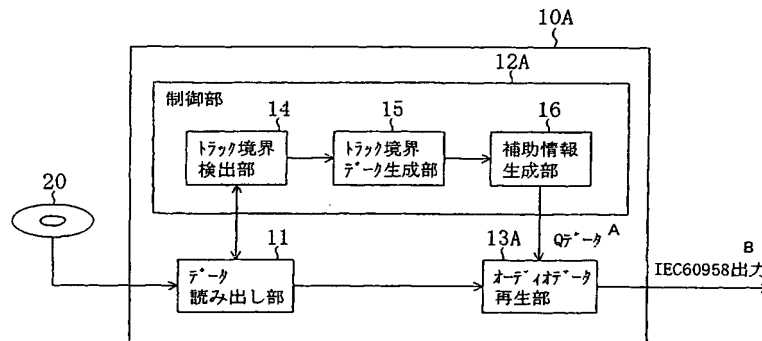 10A
12A
制御部
14
15
16
トラック境界
検出部
トラック境界
データ生成部
補助情報
生成部
20
11
13A
Qデータ A
B
IEC60958出力
データ
読み出し部
オーディオデータ
再生部